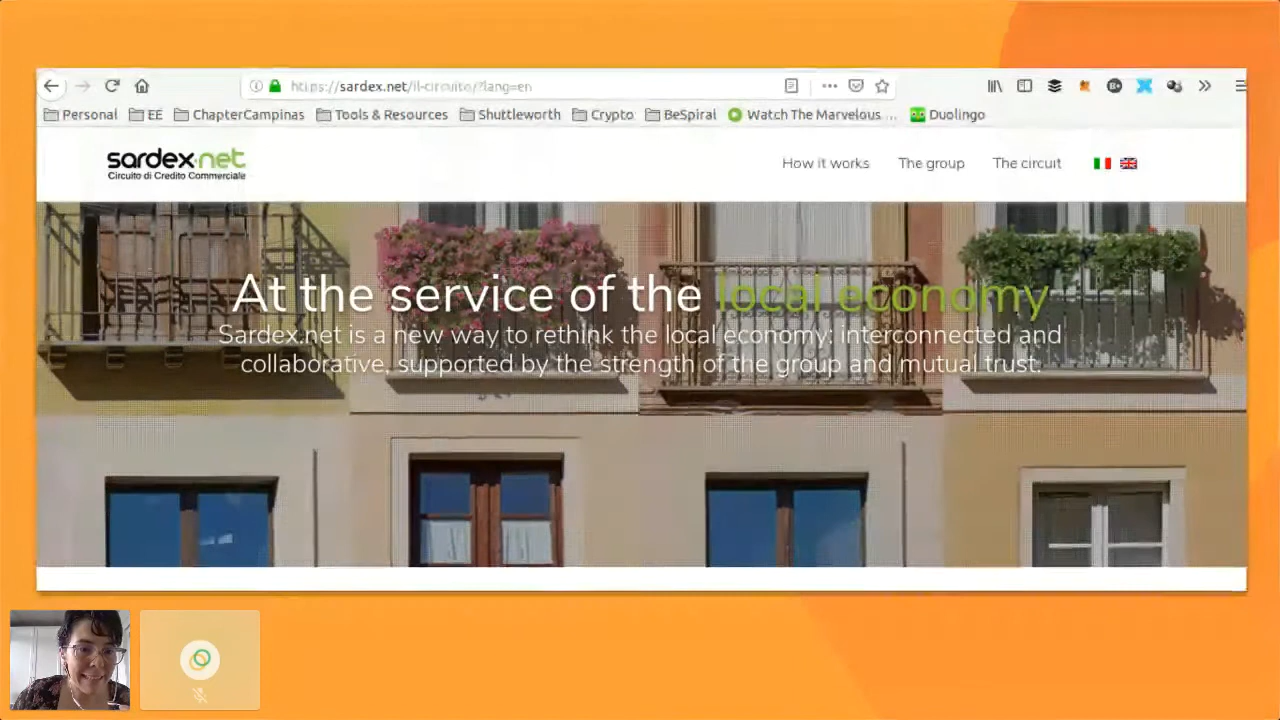 https://sardex.net/il-circuito/?lang=en
Personal EE ChapterCampinas Tools & Resources Shuttleworth Crypto BeSpiral Watch The Marvelous ... Duolingo
sardex.net
Circuito di Credito Commerciale
How it works The group The circuit
At the service of the local economy
Sardex.net is a new way to rethink the local economy: interconnected and
collaborative, supported by the strength of the group and mutual trust.